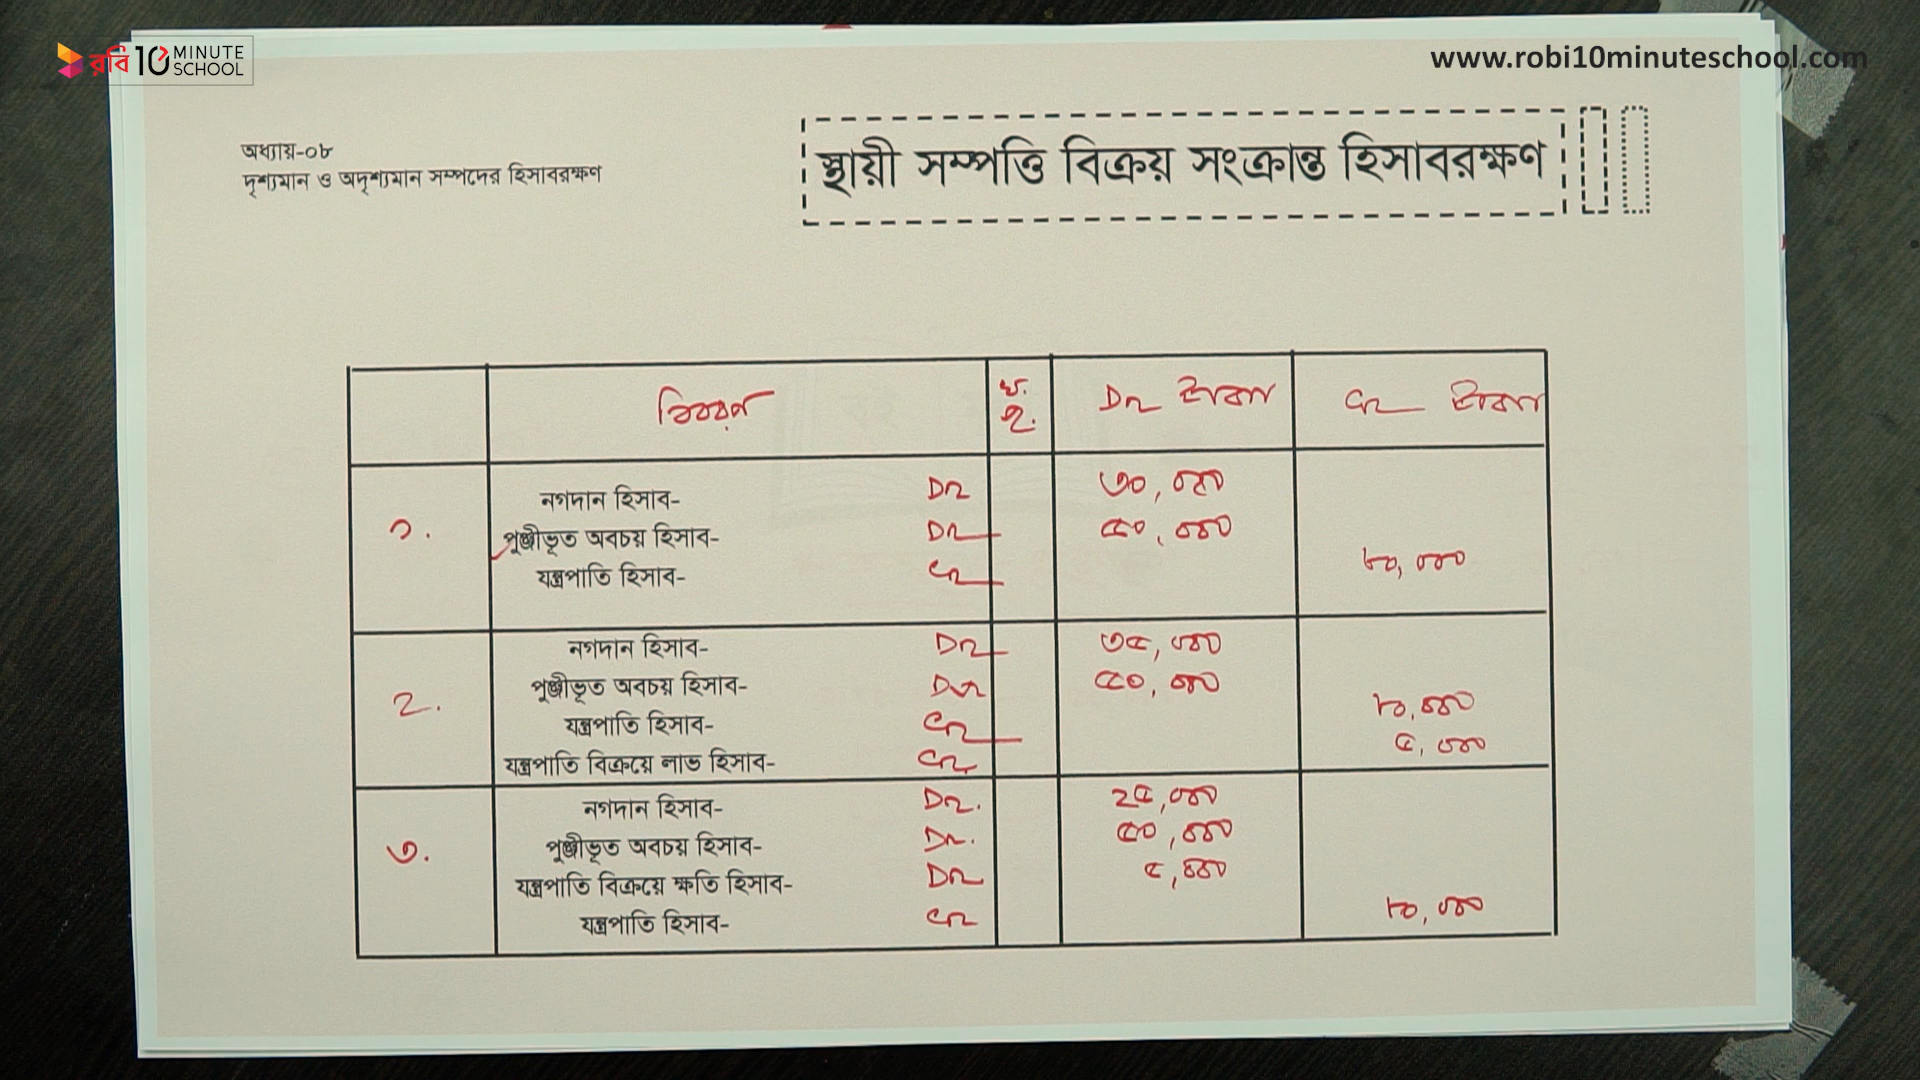 রবি 10 MINUTE SCHOOL
www.robi10minuteschool.com
অধ্যায়-০৮
দৃশ্যমান ও অদৃশ্যমান সম্পদের হিসাবরক্ষণ
স্থায়ী সম্পত্তি বিক্রয় সংক্রান্ত হিসাবরক্ষণ
বিবরণ খ. পৃ. Dr টাকা Cr টাকা
১.
নগদান হিসাব- Dr ৩০,০০০
পুঞ্জীভূত অবচয় হিসাব- Dr ৫০,০০০
যন্ত্রপাতি হিসাব- Cr ৮০,০০০
২.
নগদান হিসাব- Dr ৩৫,০০০
পুঞ্জীভূত অবচয় হিসাব- Dr ৫০,০০০
যন্ত্রপাতি হিসাব- Cr ৮০,০০০
যন্ত্রপাতি বিক্রয়ে লাভ হিসাব- Cr ৫,০০০
৩.
নগদান হিসাব- Dr. ২৫,০০০
পুঞ্জীভূত অবচয় হিসাব- Dr. ৫০,০০০
যন্ত্রপাতি বিক্রয়ে ক্ষতি হিসাব- Dr ৫,০০০
যন্ত্রপাতি হিসাব- Cr ৮০,০০০